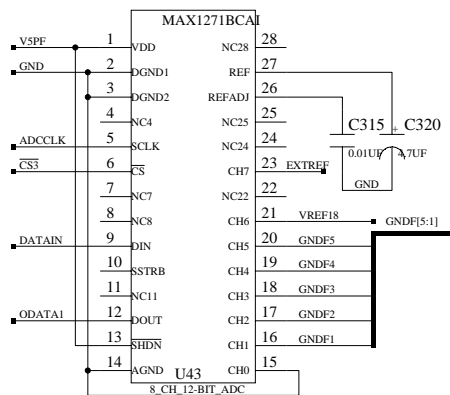 MAX1271BCAI
V5PF 1 VDD NC28 28
GND 2 DGND1 REF 27
3 DGND2 REFADJ 26
4 NC4 NC25 25
ADCCLK 5 SCLK NC24 24
CS3 6 CS CH7 23 EXTREF
7 NC7 NC22 22
8 NC8 CH6 21 VREF18 GNDF[5:1]
DATAIN 9 DIN CH5 20 GNDF5
10 SSTRB CH4 19 GNDF4
11 NC11 CH3 18 GNDF3
ODATA1 12 DOUT CH2 17 GNDF2
13 SHDN CH1 16 GNDF1
14 AGND CH0 15
U43
8_CH_12-BIT_ADC
C315 + C320
0.01UF 4.7UF
GND